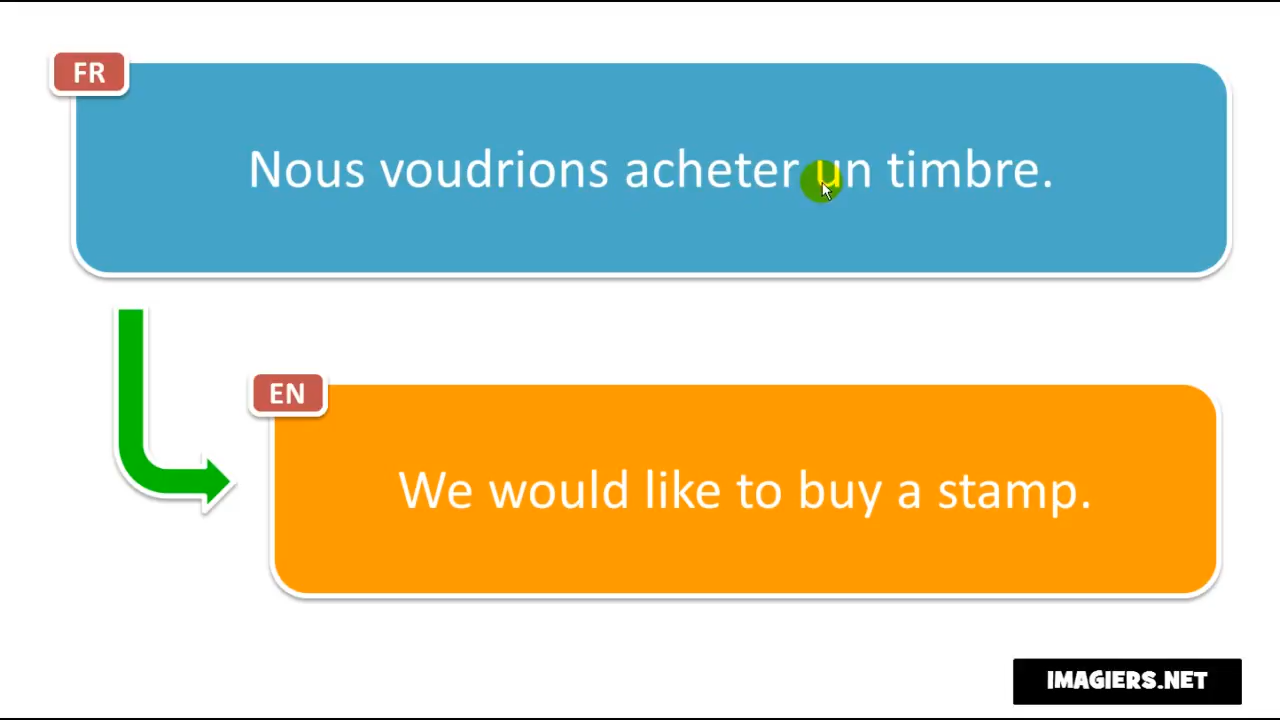 FR
Nous voudrions acheter un timbre.
EN
We would like to buy a stamp.
IMAGIERS.NET